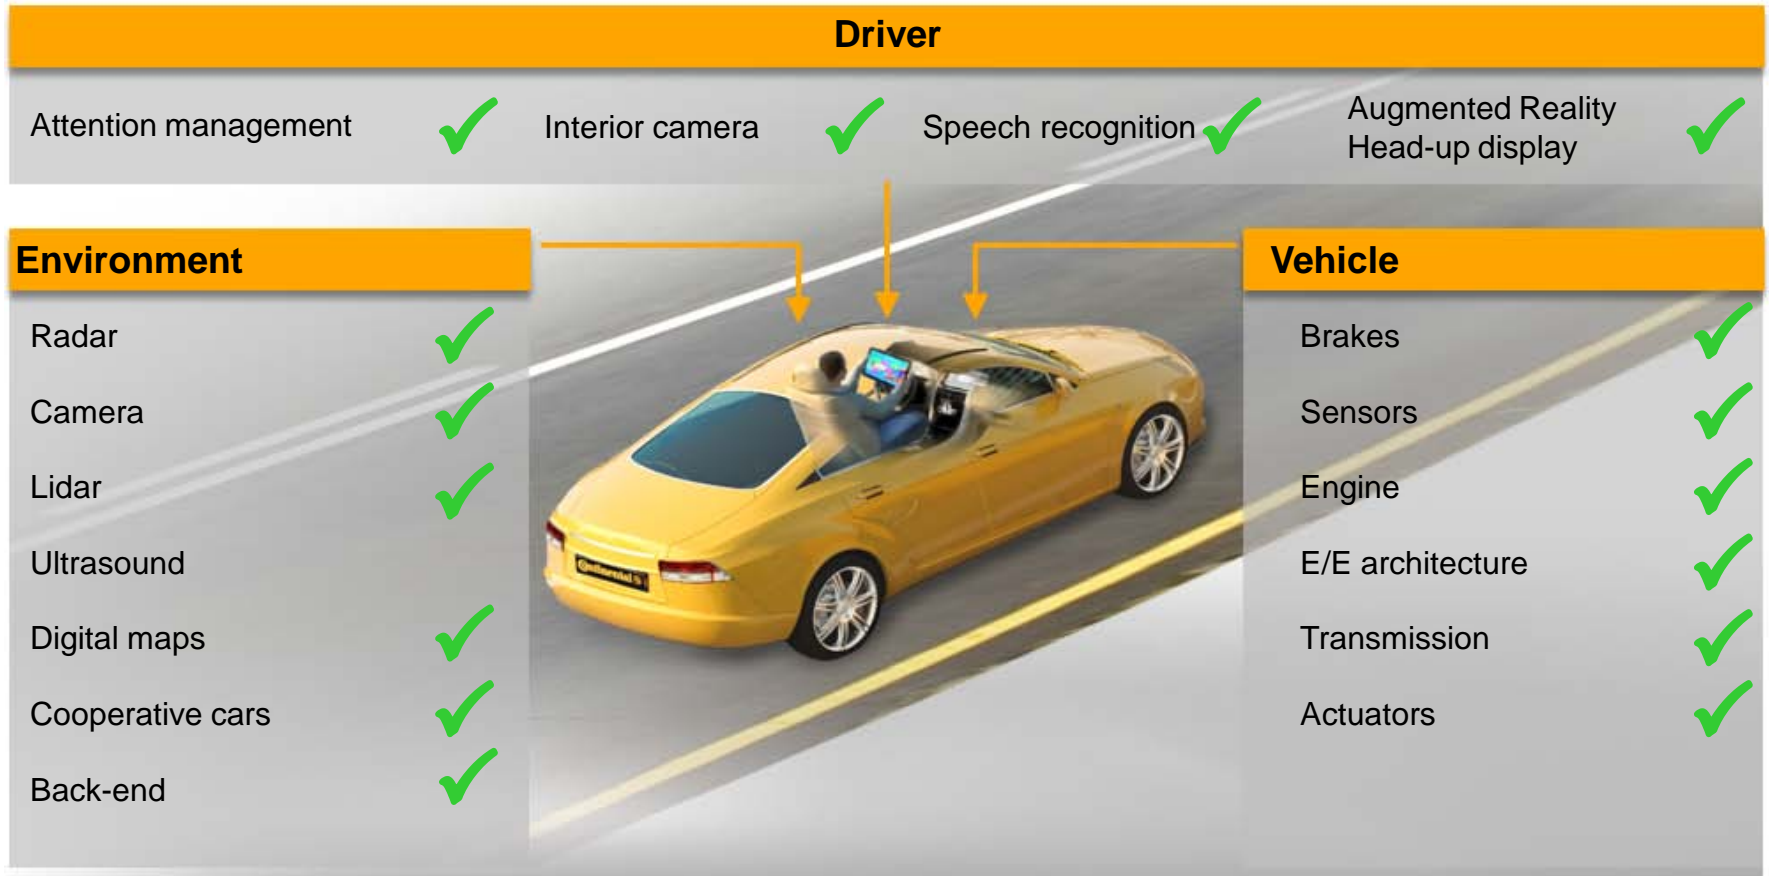 Driver
Attention management
Interior camera
Speech recognition
Augmented Reality
Head-up display
Environment
Radar
Camera
Lidar
Ultrasound
Digital maps
Cooperative cars
Back-end
Vehicle
Brakes
Sensors
Engine
E/E architecture
Transmission
Actuators
Continental